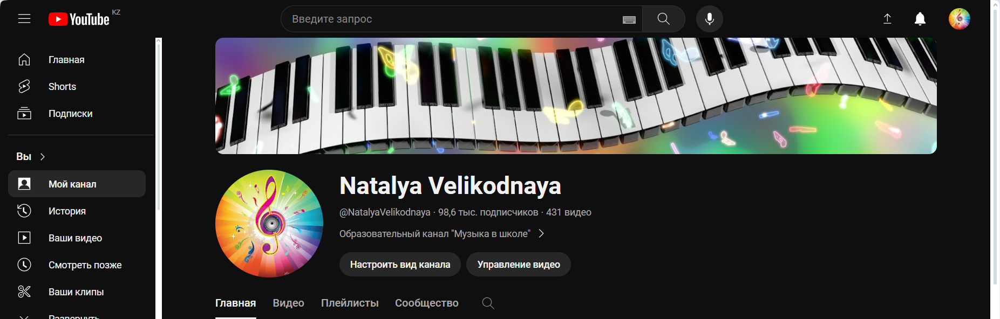 YouTube KZ
Введите запрос
Главная
Shorts
Подписки
Вы
Мой канал
История
Ваши видео
Смотреть позже
Ваши клипы
Развернуть
Natalya Velikodnaya
@NatalyaVelikodnaya · 98,6 тыс. подписчиков · 431 видео
Образовательный канал "Музыка в школе"
Настроить вид канала
Управление видео
Главная
Видео
Плейлисты
Сообщество